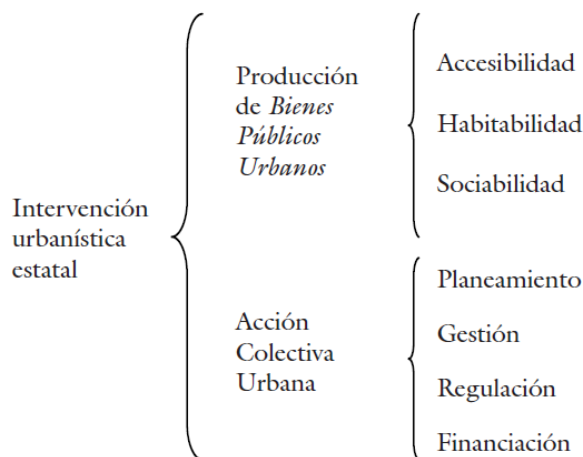 Intervención
urbanística
estatal
Producción
de Bienes
Públicos
Urbanos
Accesibilidad
Habitabilidad
Sociabilidad
Acción
Colectiva
Urbana
Planeamiento
Gestión
Regulación
Financiación